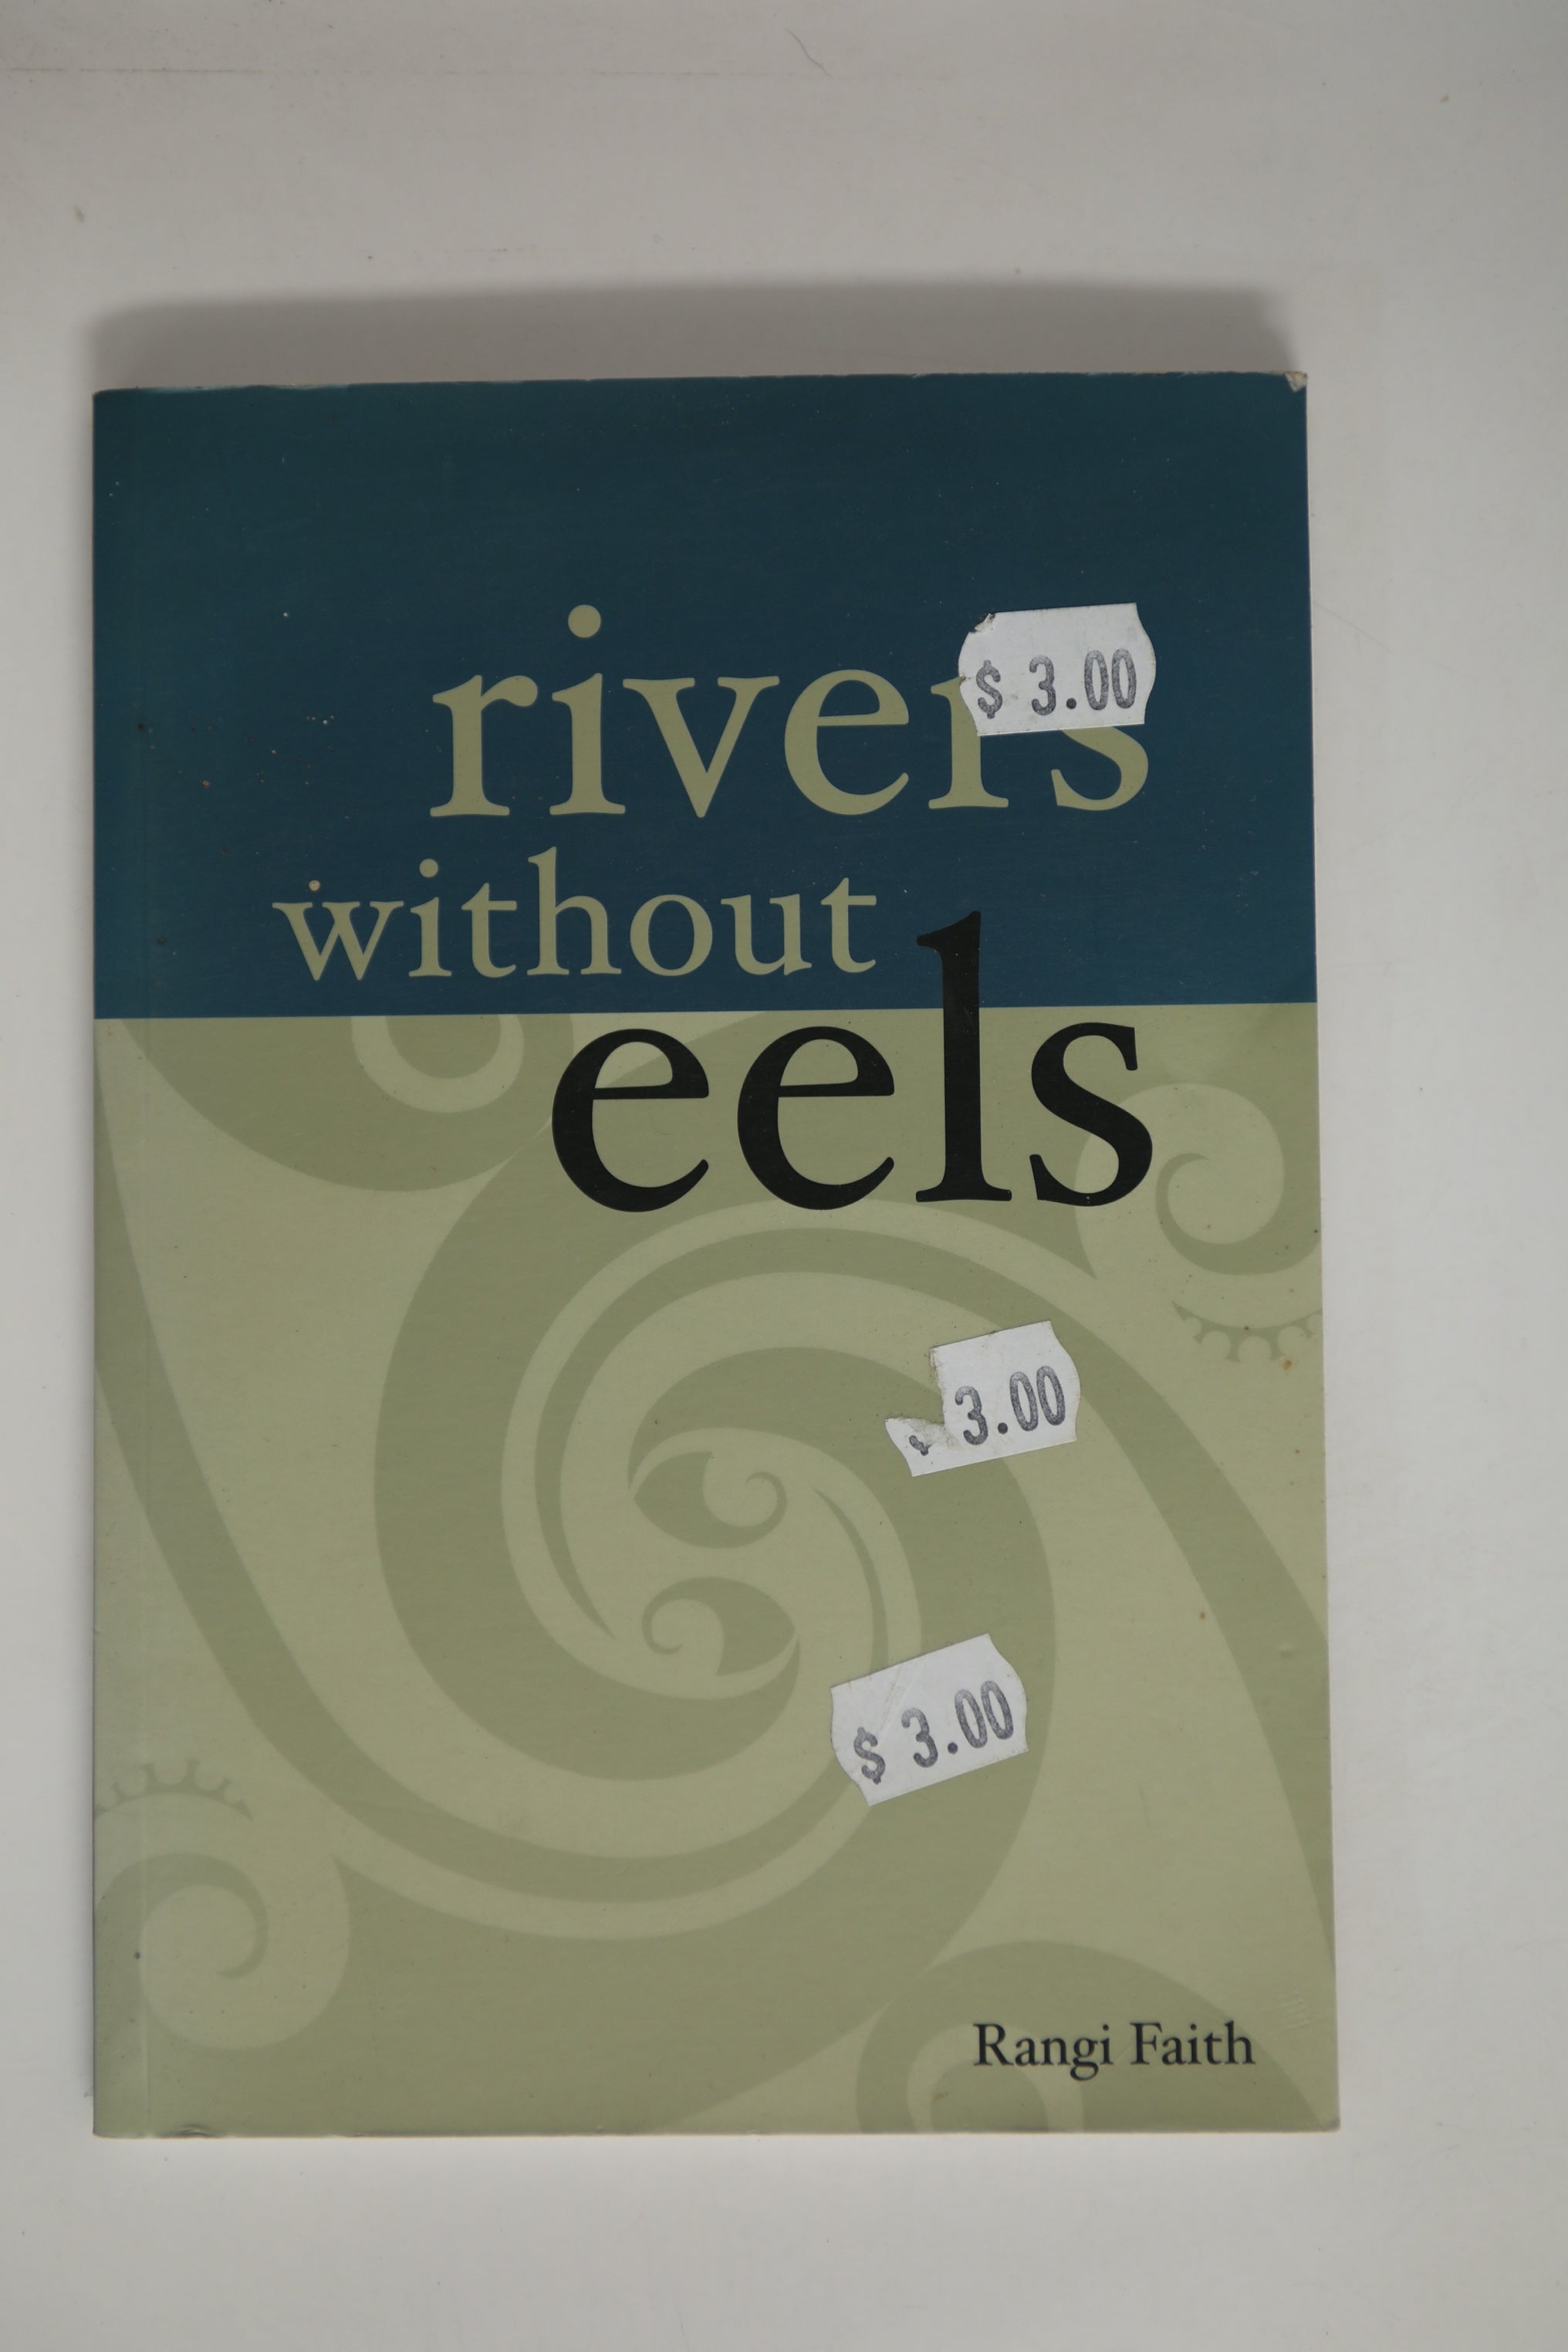 rivers
$ 3.00
without
eels
3.00
$ 3.00
Rangi Faith